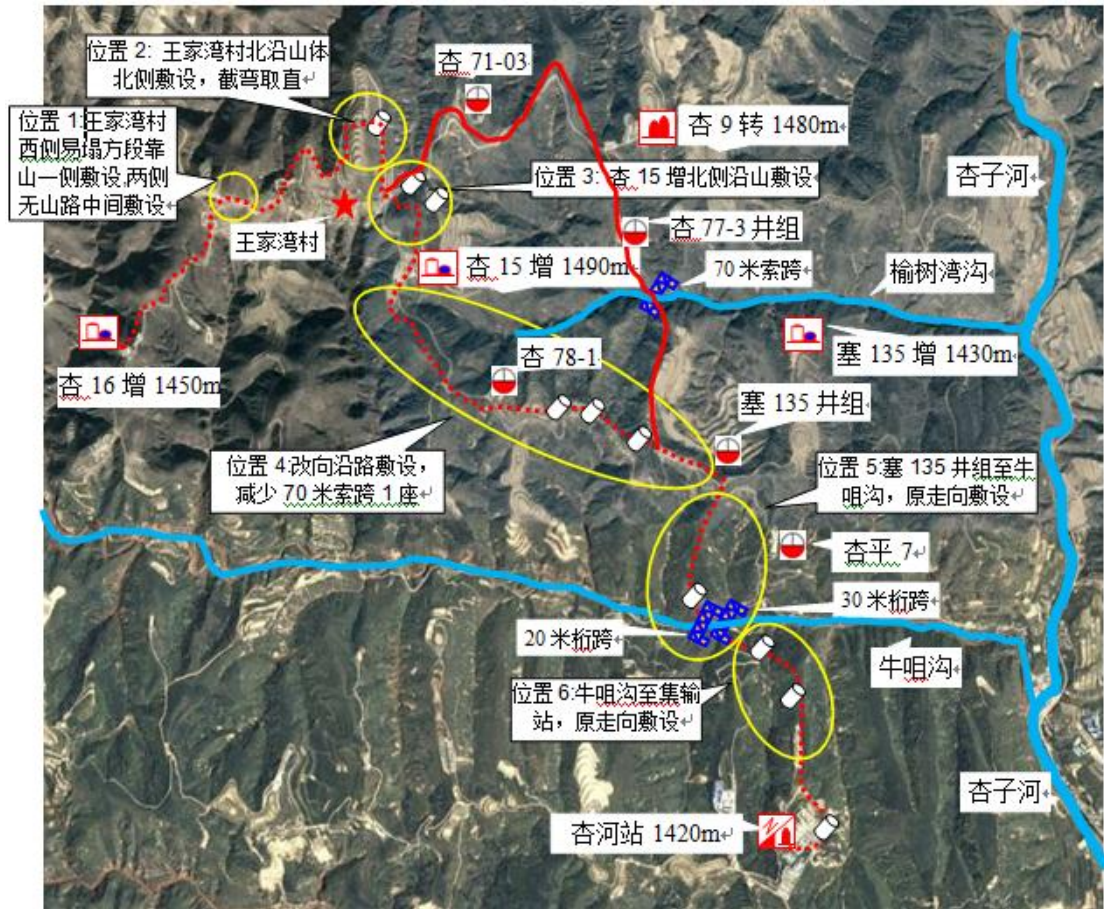 位置 2: 王家湾村北沿山体
北侧敷设，截弯取直
杏 71-03
位置 1:王家湾村
西侧易塌方段靠
山一侧敷设,两侧
无山路中间敷设
杏 9 转 1480m
位置 3: 杏 15 增北侧沿山敷设
杏子河
王家湾村
杏 77-3 井组
杏 15 增 1490m
70 米索跨
榆树湾沟
杏 16 增 1450m
杏 78-1
塞 135 增 1430m
塞 135 井组
位置 4:改向沿路敷设，
减少 70 米索跨 1 座
位置 5:塞 135 井组至牛
咀沟，原走向敷设
杏平 7
30 米桁跨
20 米桁跨
牛咀沟
位置 6:牛咀沟至集输
站，原走向敷设
杏子河
杏河站 1420m